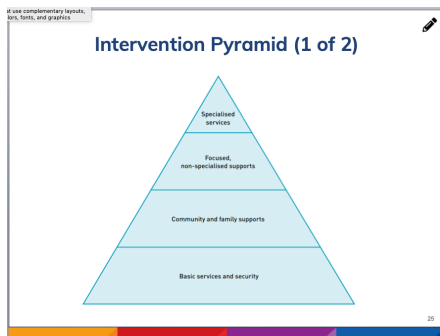 at use complementary layouts,
lors, fonts, and graphics
Intervention Pyramid (1 of 2)
Specialised
services
Focused,
non-specialised supports
Community and family supports
Basic services and security
25